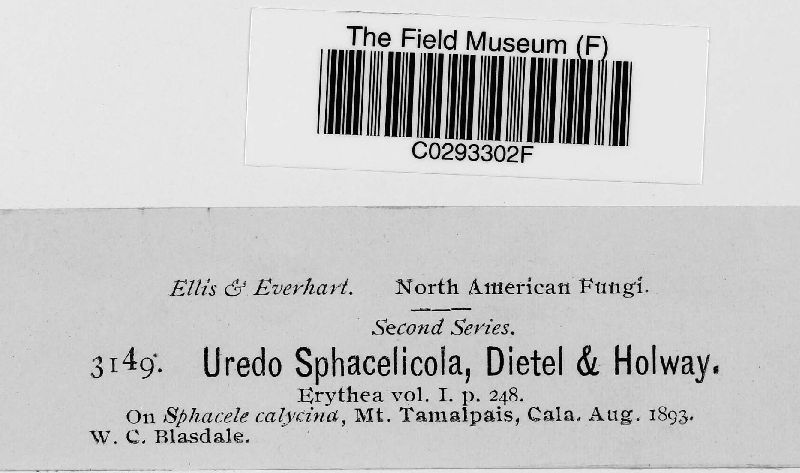 The Field Museum (F)
C0293302F
Ellis & Everhart. North American Fungi.
Second Series.
3149. Uredo Sphacelicola, Dietel & Holway.
Erythea vol. I. p. 248.
On Sphacele calycina, Mt. Tamalpais, Cala. Aug. 1893.
W. C. Blasdale.